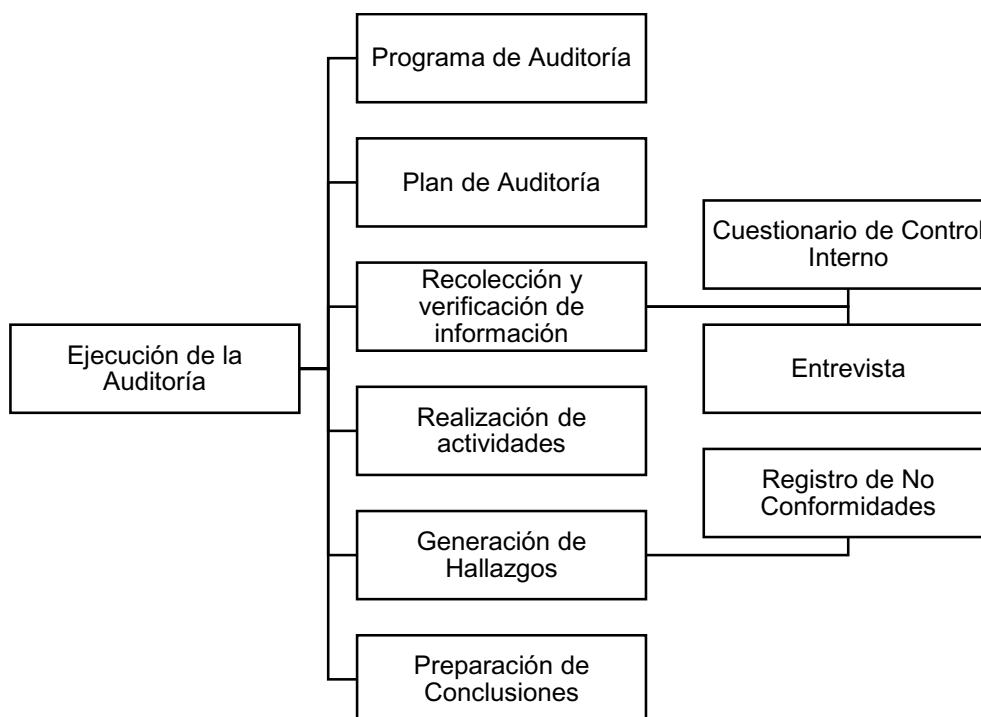 Programa de Auditoría
Plan de Auditoría
Cuestionario de Control
Interno
Recolección y
verificación de
información
Ejecución de la
Auditoría
Entrevista
Realización de
actividades
Registro de No
Conformidades
Generación de
Hallazgos
Preparación de
Conclusiones